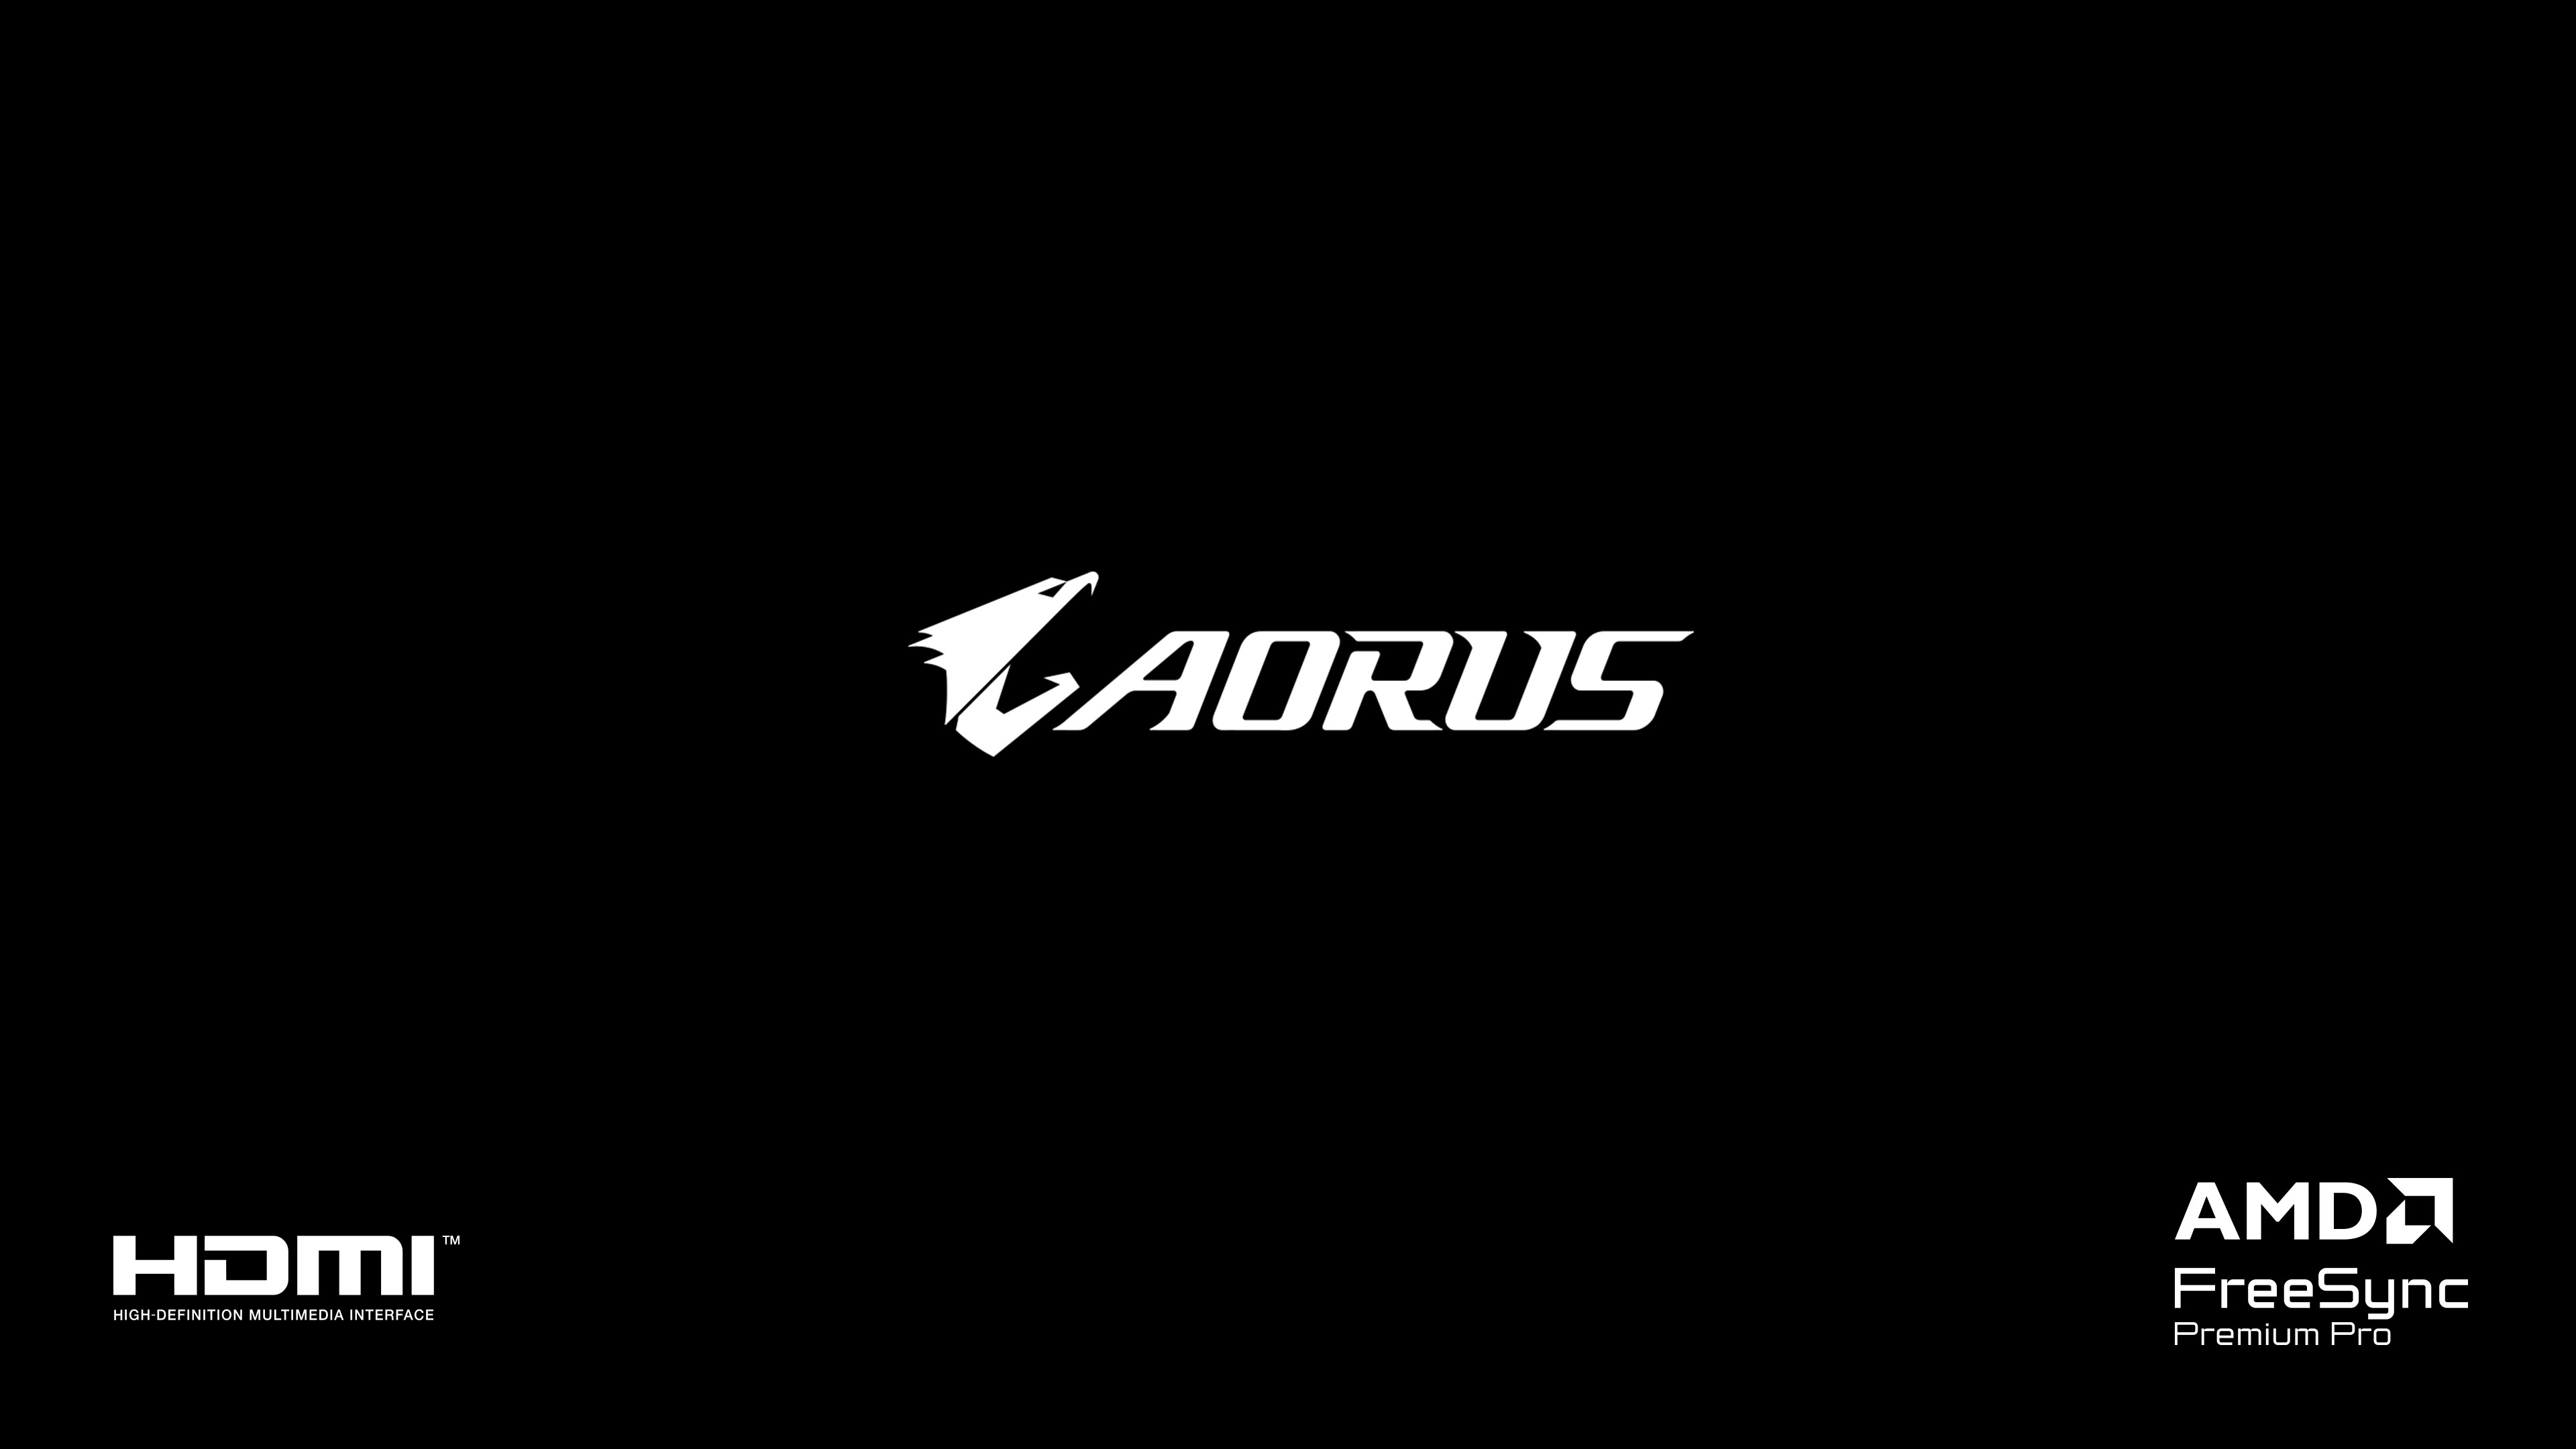 AORUS
HDMI™
HIGH-DEFINITION MULTIMEDIA INTERFACE
AMD
FreeSync
Premium Pro